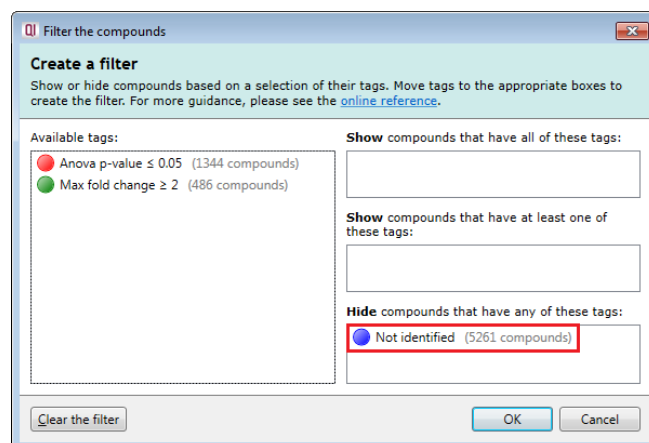 QI Filter the compounds
Create a filter
Show or hide compounds based on a selection of their tags. Move tags to the appropriate boxes to
create the filter. For more guidance, please see the online reference.
Available tags:
Anova p-value ≤ 0.05 (1344 compounds)
Max fold change ≥ 2 (486 compounds)
Show compounds that have all of these tags:
Show compounds that have at least one of
these tags:
Hide compounds that have any of these tags:
Not identified (5261 compounds)
Clear the filter
OK
Cancel